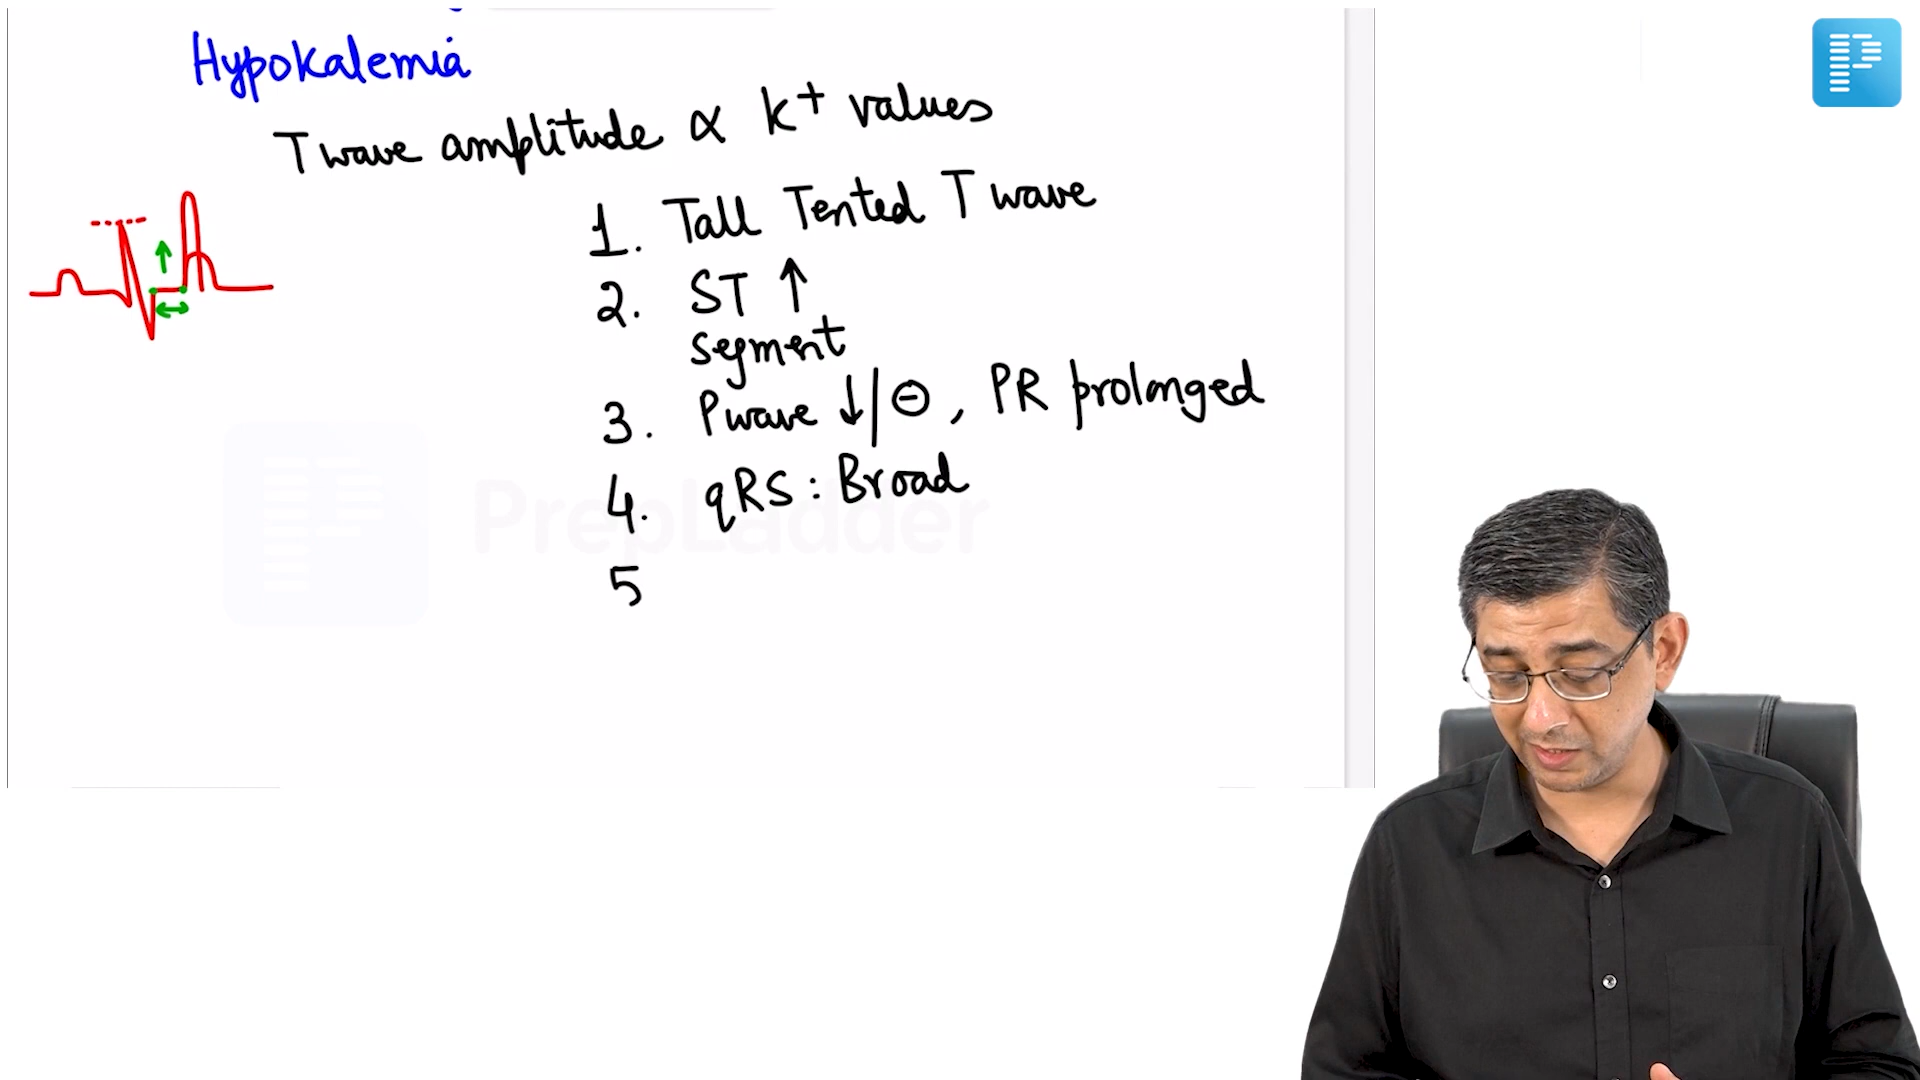 Hypokalemia
T wave amplitude ∝ K+ values
1. Tall Tented T wave
2. ST ↑
segment
3. P wave ↓/⊖, PR prolonged
4. qRS : Broad
5
PrepLadder